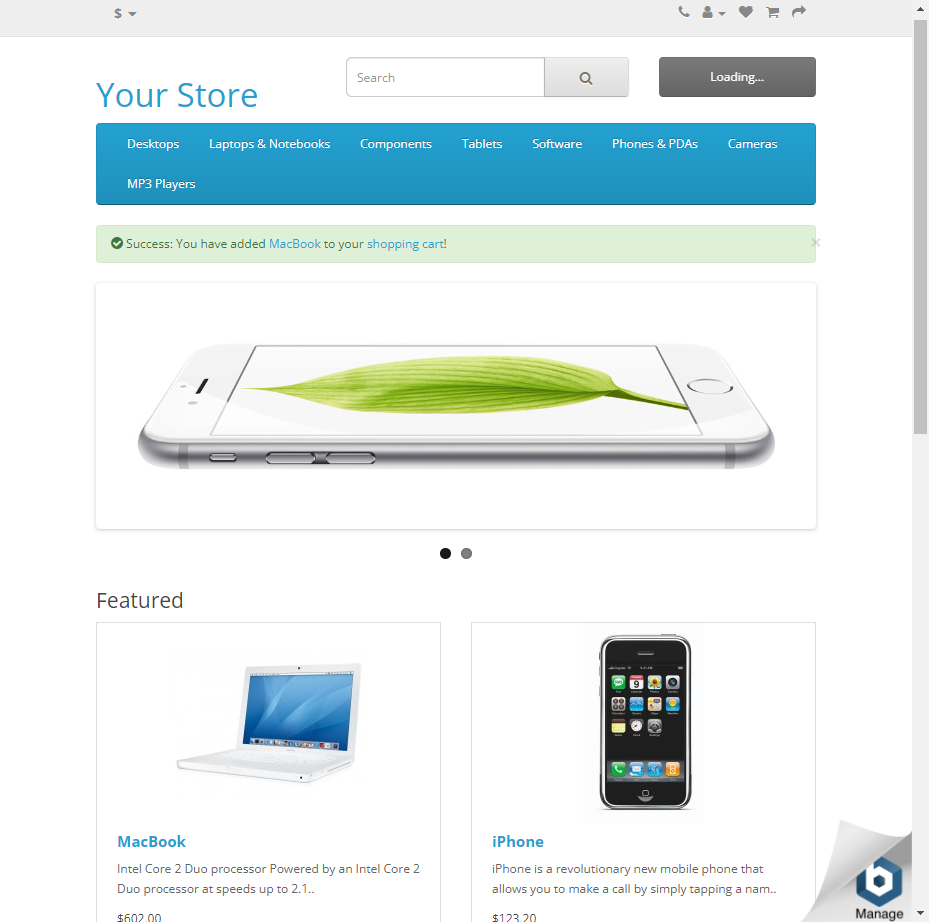 $
Search
Loading...
Your Store
Desktops Laptops & Notebooks Components Tablets Software Phones & PDAs Cameras
MP3 Players
Success: You have added MacBook to your shopping cart!
×
Featured
MacBook
Intel Core 2 Duo processor Powered by an Intel Core 2
Duo processor at speeds up to 2.1..
$602.00
iPhone
iPhone is a revolutionary new mobile phone that
allows you to make a call by simply tapping a nam..
$123.20
Manage